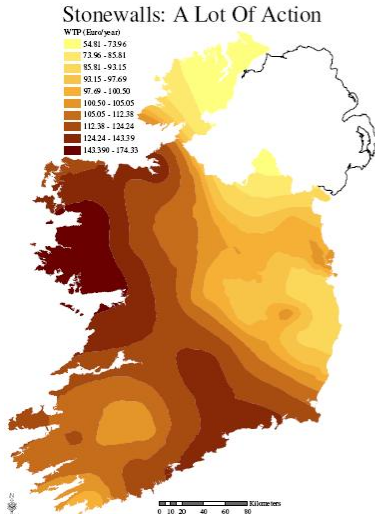 Stonewalls: A Lot Of Action
WTP (Euro/year)
54.81 - 73.96
73.96 - 85.81
85.81 - 93.15
93.15 - 97.69
97.69 - 100.50
100.50 - 105.05
105.05 - 112.38
112.38 - 124.24
124.24 - 143.39
143.390 - 174.33
Kilometers
0 10 20 40 60 80